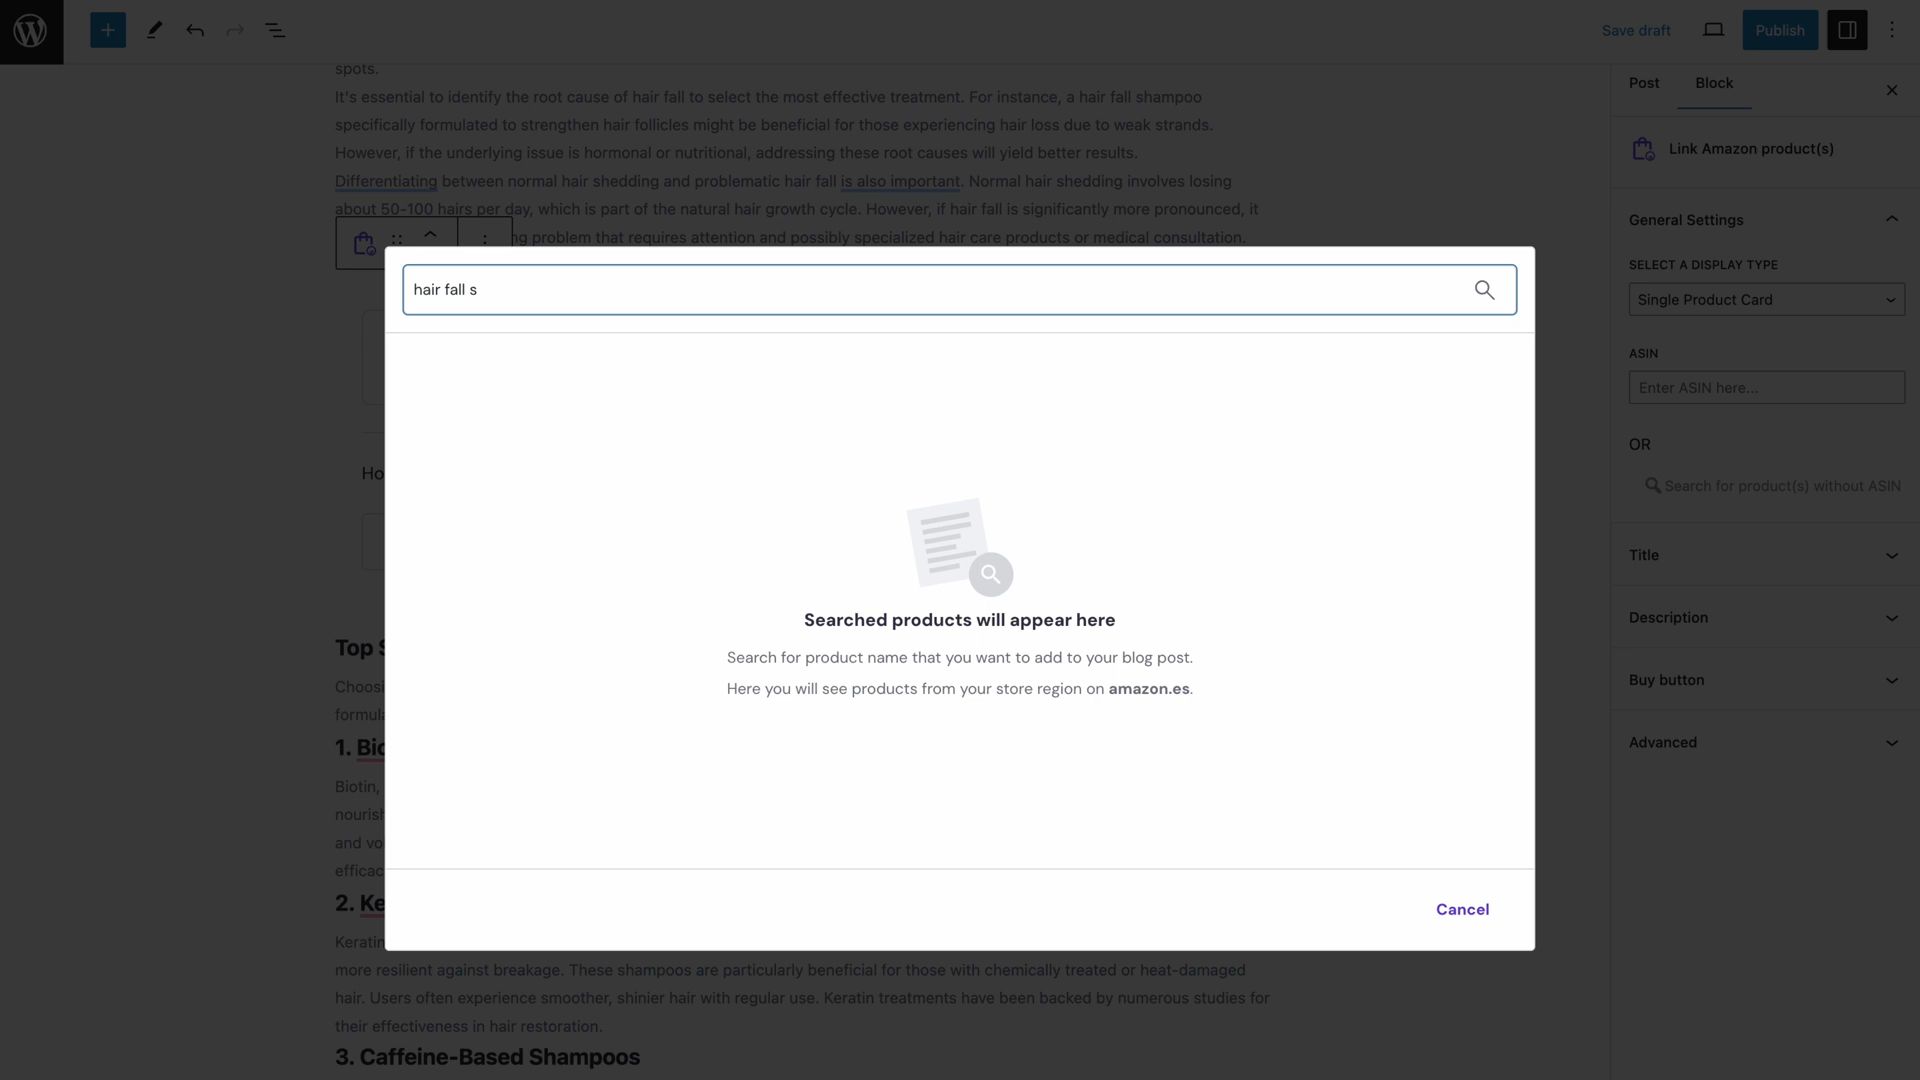 Save draft
Publish
spots.
It's essential to identify the root cause of hair fall to select the most effective treatment. For instance, a hair fall shampoo
specifically formulated to strengthen hair follicles might be beneficial for those experiencing hair loss due to weak strands.
However, if the underlying issue is hormonal or nutritional, addressing these root causes will yield better results.
Differentiating between normal hair shedding and problematic hair fall is also important. Normal hair shedding involves losing
about 50-100 hairs per day, which is part of the natural hair growth cycle. However, if hair fall is significantly more pronounced, it
problem that requires attention and possibly specialized hair care products or medical consultation.
hair fall s
Searched products will appear here
Search for product name that you want to add to your blog post.
Here you will see products from your store region on amazon.es.
Cancel
Ho
Top S
Choosi
formula
1. Bio
Biotin,
nourish
and vo
efficac
2. Ke
Keratin
more resilient against breakage. These shampoos are particularly beneficial for those with chemically treated or heat-damaged
hair. Users often experience smoother, shinier hair with regular use. Keratin treatments have been backed by numerous studies for
their effectiveness in hair restoration.
3. Caffeine-Based Shampoos
Post Block
Link Amazon product(s)
General Settings
SELECT A DISPLAY TYPE
Single Product Card
ASIN
Enter ASIN here...
OR
Search for product(s) without ASIN
Title
Description
Buy button
Advanced